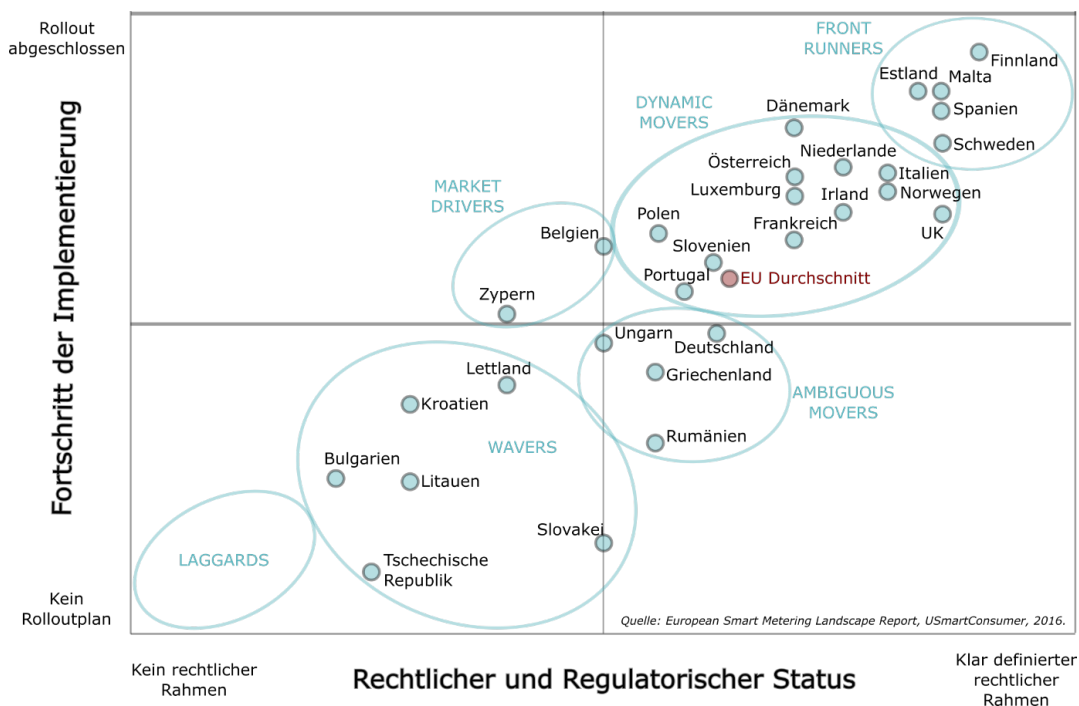 Rollout
abgeschlossen
FRONT
RUNNERS
Finnland
Estland
Malta
Spanien
Schweden
DYNAMIC
MOVERS
Dänemark
Niederlande
Österreich
Italien
Luxemburg
Irland
Norwegen
MARKET
DRIVERS
Polen
Frankreich
UK
Belgien
Slovenien
Portugal
EU Durchschnitt
Zypern
Ungarn
Deutschland
Lettland
Griechenland
Kroatien
AMBIGUOUS
MOVERS
Rumänien
WAVERS
Bulgarien
Litauen
Slovakei
LAGGARDS
Tschechische
Republik
Fortschritt der Implementierung
Kein
Rolloutplan
Quelle: European Smart Metering Landscape Report, USmartConsumer, 2016.
Kein rechtlicher
Rahmen
Rechtlicher und Regulatorischer Status
Klar definierter
rechtlicher
Rahmen